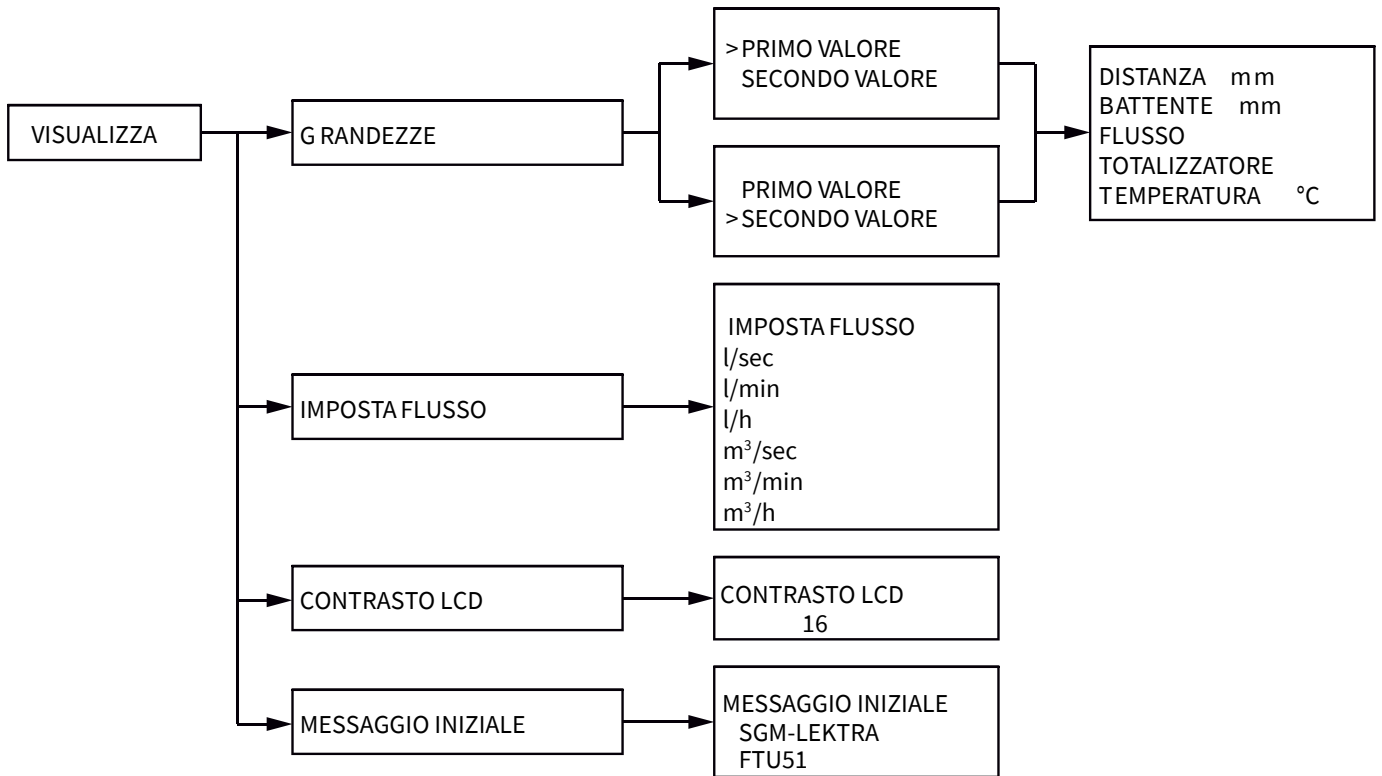 VISUALIZZA
GRANDEZZE
>PRIMO VALORE
SECONDO VALORE
PRIMO VALORE
>SECONDO VALORE
DISTANZA mm
BATTENTE mm
FLUSSO
TOTALIZZATORE
TEMPERATURA °C
IMPOSTA FLUSSO
IMPOSTA FLUSSO
l/sec
l/min
l/h
m³/sec
m³/min
m³/h
CONTRASTO LCD
CONTRASTO LCD
16
MESSAGGIO INIZIALE
MESSAGGIO INIZIALE
SGM-LEKTRA
FTU51